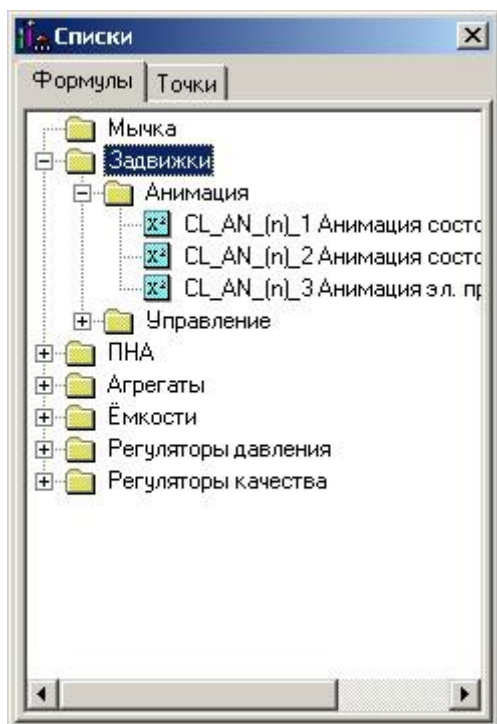 Списки
Формулы Точки
Мычка
Задвижки
Анимация
CL_AN_(n)_1 Анимация состо
CL_AN_(n)_2 Анимация состо
CL_AN_(n)_3 Анимация эл. пр
Управление
ПНА
Агрегаты
Ёмкости
Регуляторы давления
Регуляторы качества